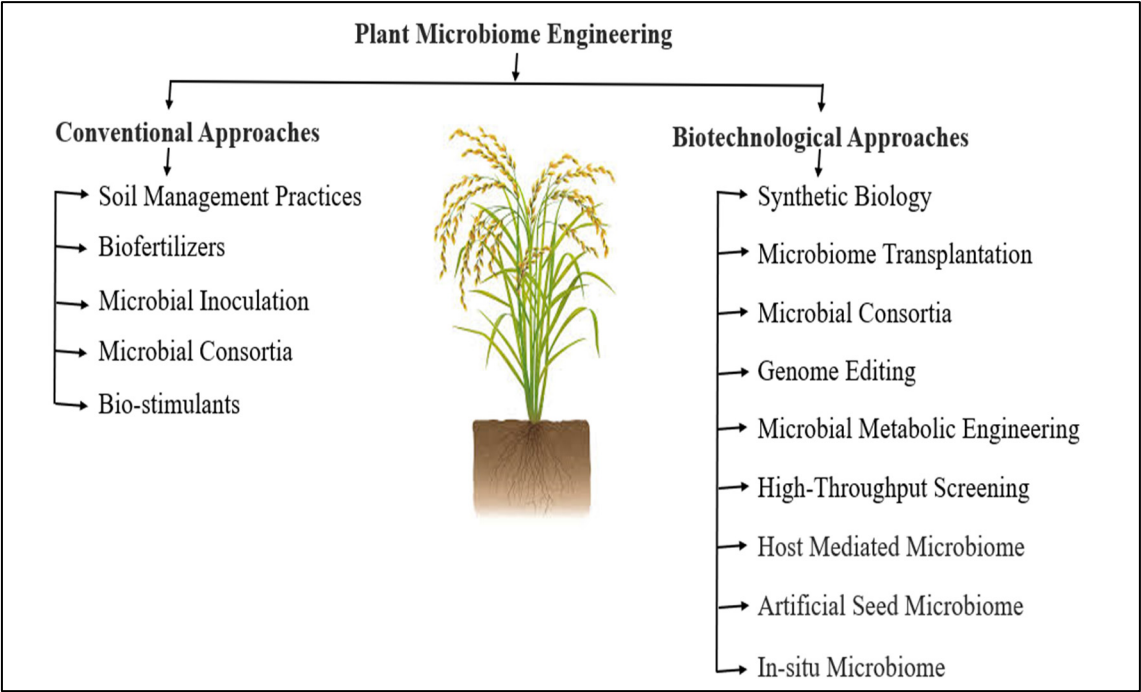 Plant Microbiome Engineering
Conventional Approaches
Soil Management Practices
Biofertilizers
Microbial Inoculation
Microbial Consortia
Bio-stimulants
Biotechnological Approaches
Synthetic Biology
Microbiome Transplantation
Microbial Consortia
Genome Editing
Microbial Metabolic Engineering
High-Throughput Screening
Host Mediated Microbiome
Artificial Seed Microbiome
In-situ Microbiome